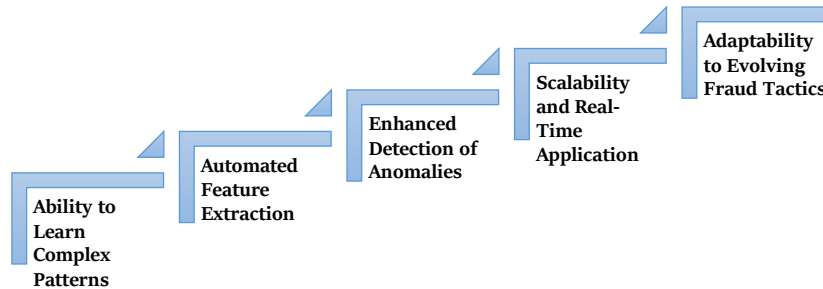 Ability to
Learn
Complex
Patterns
Automated
Feature
Extraction
Enhanced
Detection of
Anomalies
Scalability
and Real-
Time
Application
Adaptability
to Evolving
Fraud Tactics